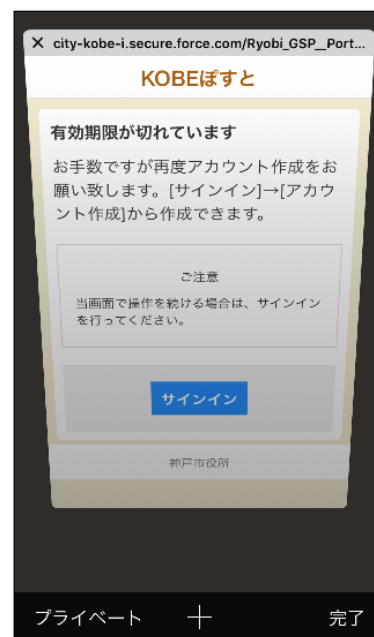 × city-kobe-i.secure.force.com/Ryobi_GSP__Port...
KOBEぽすと
有効期限が切れています
お手数ですが再度アカウント作成をお
願い致します。[サインイン]→[アカウ
ント作成]から作成できます。
ご注意
当画面で操作を続ける場合は、サインイン
を行ってください。
サインイン
神戸市役所
プライベート
完了